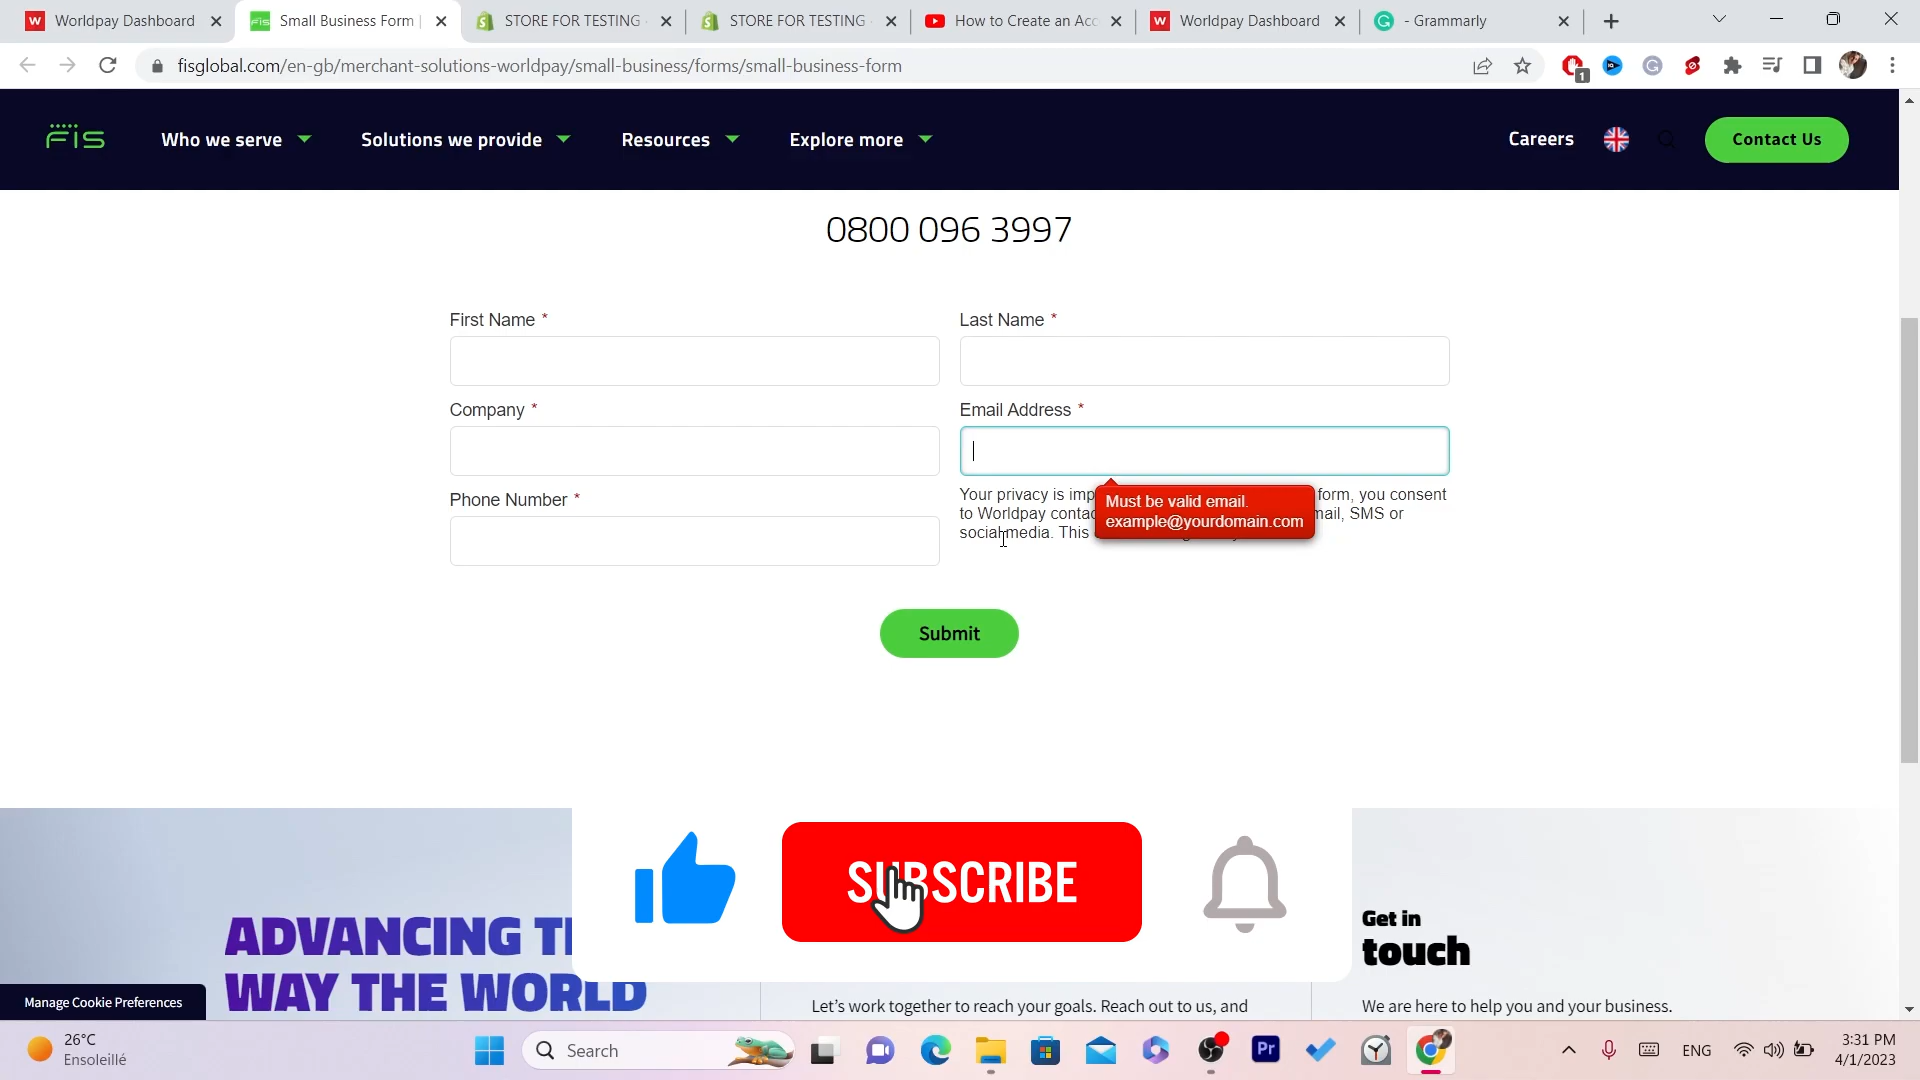 Worldpay Dashboard
Small Business Form |
STORE FOR TESTING
STORE FOR TESTING
How to Create an Acc
Worldpay Dashboard
- Grammarly
fisglobal.com/en-gb/merchant-solutions-worldpay/small-business/forms/small-business-form
1
FIS
Who we serve
Solutions we provide
Resources
Explore more
Careers
Contact Us
0800 096 3997
First Name *
Last Name *
Company *
Email Address *
Phone Number *
Your privacy is imp
form, you consent
to Worldpay contac
mail, SMS or
social media. This
Must be valid email.
example@yourdomain.com
Submit
SUBSCRIBE
ADVANCING TH
WAY THE WORLD
Get in
touch
Let's work together to reach your goals. Reach out to us, and
We are here to help you and your business.
Manage Cookie Preferences
26°C
Ensoleillé
Search
Pr
ENG
3:31 PM
4/1/2023